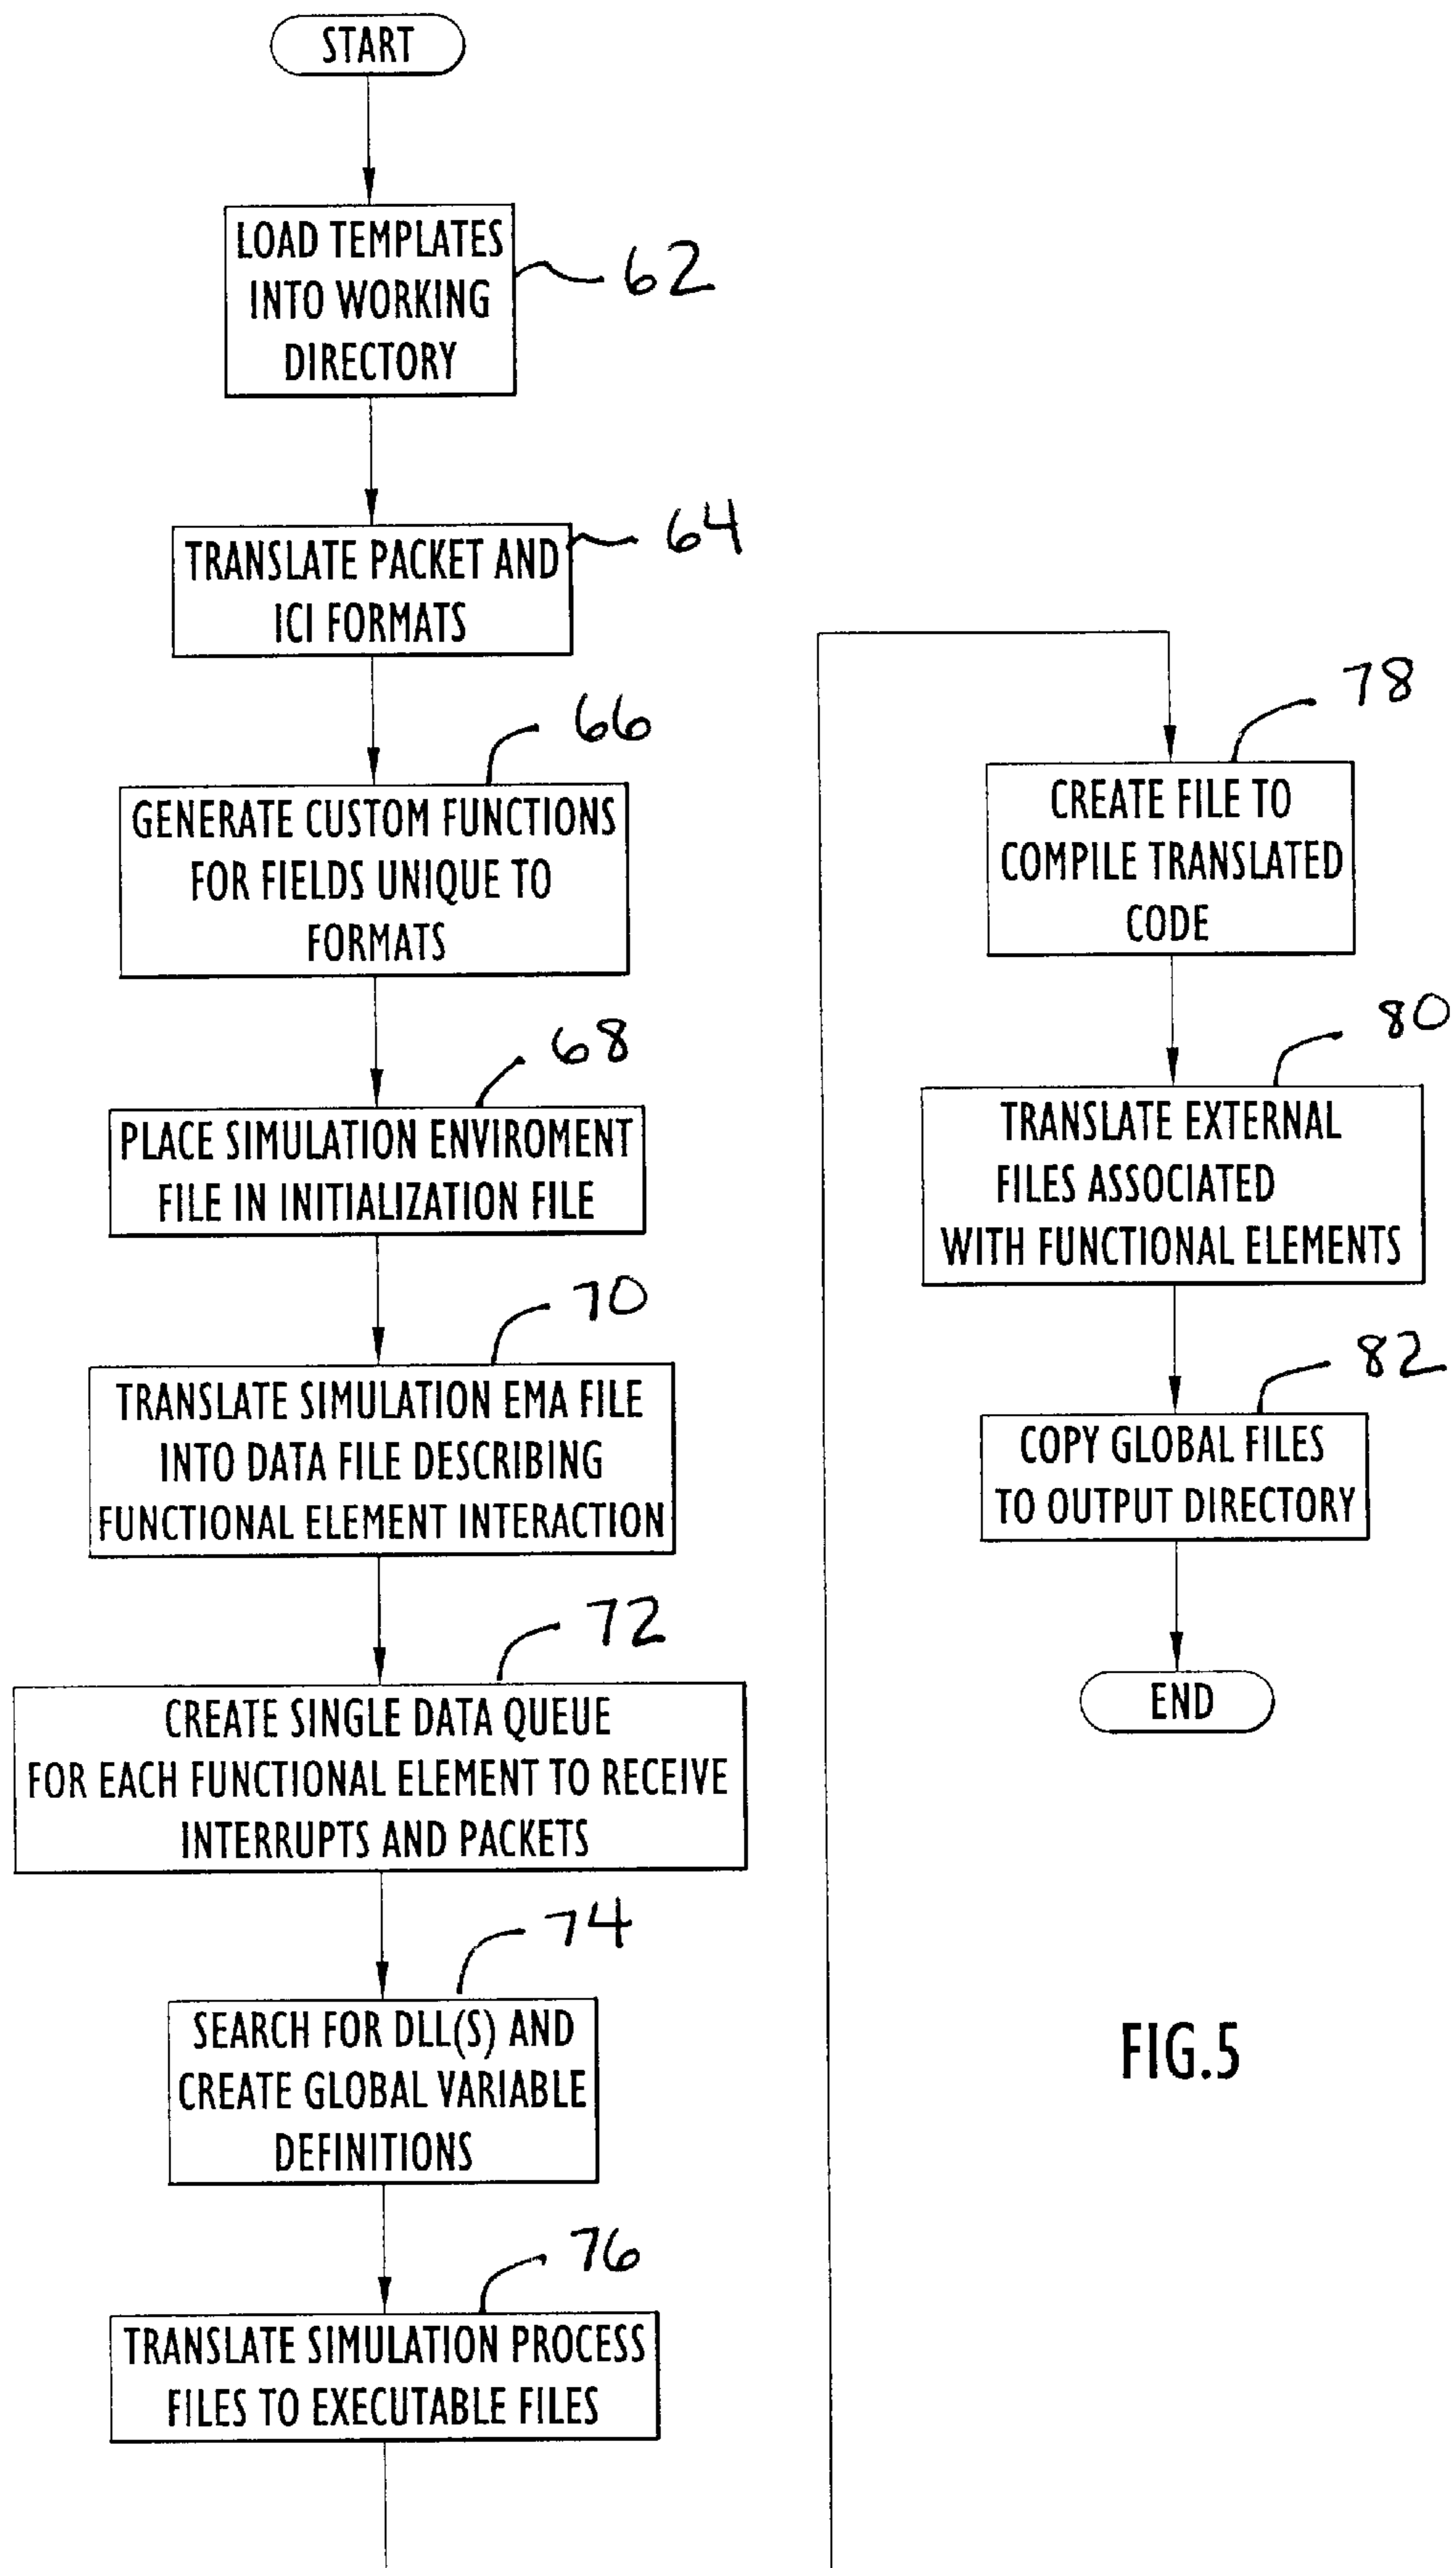 START
LOAD TEMPLATES
INTO WORKING
DIRECTORY
62
TRANSLATE PACKET AND
ICI FORMATS
64
GENERATE CUSTOM FUNCTIONS
FOR FIELDS UNIQUE TO
FORMATS
66
PLACE SIMULATION ENVIROMENT
FILE IN INITIALIZATION FILE
68
TRANSLATE SIMULATION EMA FILE
INTO DATA FILE DESCRIBING
FUNCTIONAL ELEMENT INTERACTION
70
CREATE SINGLE DATA QUEUE
FOR EACH FUNCTIONAL ELEMENT TO RECEIVE
INTERRUPTS AND PACKETS
72
SEARCH FOR DLL(S) AND
CREATE GLOBAL VARIABLE
DEFINITIONS
74
TRANSLATE SIMULATION PROCESS
FILES TO EXECUTABLE FILES
76
CREATE FILE TO
COMPILE TRANSLATED
CODE
78
TRANSLATE EXTERNAL
FILES ASSOCIATED
WITH FUNCTIONAL ELEMENTS
80
COPY GLOBAL FILES
TO OUTPUT DIRECTORY
82
END
FIG.5